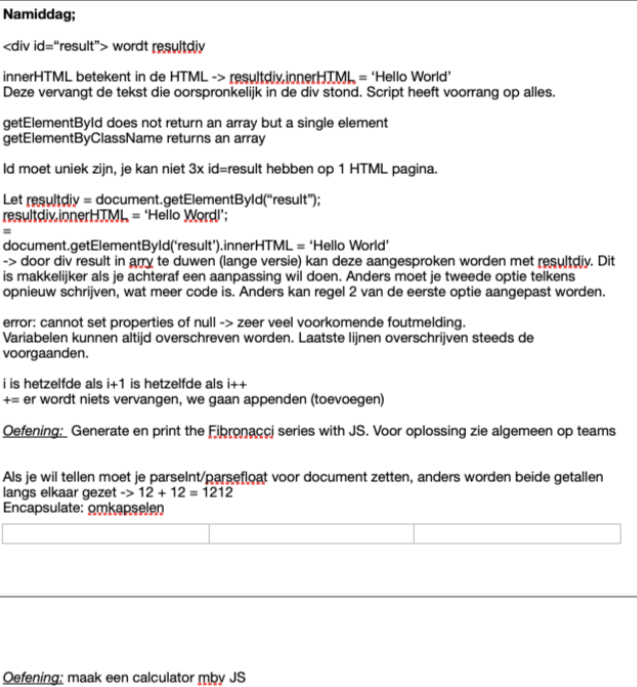 Namiddag;
<div id="result"> wordt resultdiv
innerHTML betekent in de HTML -> resultdiv.innerHTML = 'Hello World'
Deze vervangt de tekst die oorspronkelijk in de div stond. Script heeft voorrang op alles.
getElementById does not return an array but a single element
getElementByClassName returns an array
Id moet uniek zijn, je kan niet 3x id=result hebben op 1 HTML pagina.
Let resultdiv = document.getElementById("result");
resultdiv.innerHTML = 'Hello Wordl';
=
document.getElementById('result').innerHTML = 'Hello World'
-> door div result in arry te duwen (lange versie) kan deze aangesproken worden met resultdiv. Dit
is makkelijker als je achteraf een aanpassing wil doen. Anders moet je tweede optie telkens
opnieuw schrijven, wat meer code is. Anders kan regel 2 van de eerste optie aangepast worden.
error: cannot set properties of null -> zeer veel voorkomende foutmelding.
Variabelen kunnen altijd overschreven worden. Laatste lijnen overschrijven steeds de
voorgaanden.
i is hetzelfde als i+1 is hetzelfde als i++
+= er wordt niets vervangen, we gaan appenden (toevoegen)
Oefening: Generate en print the Fibronacci series with JS. Voor oplossing zie algemeen op teams
Als je wil tellen moet je parseInt/parsefloat voor document zetten, anders worden beide getallen
langs elkaar gezet -> 12 + 12 = 1212
Encapsulate: omkapselen
Oefening: maak een calculator mbv JS